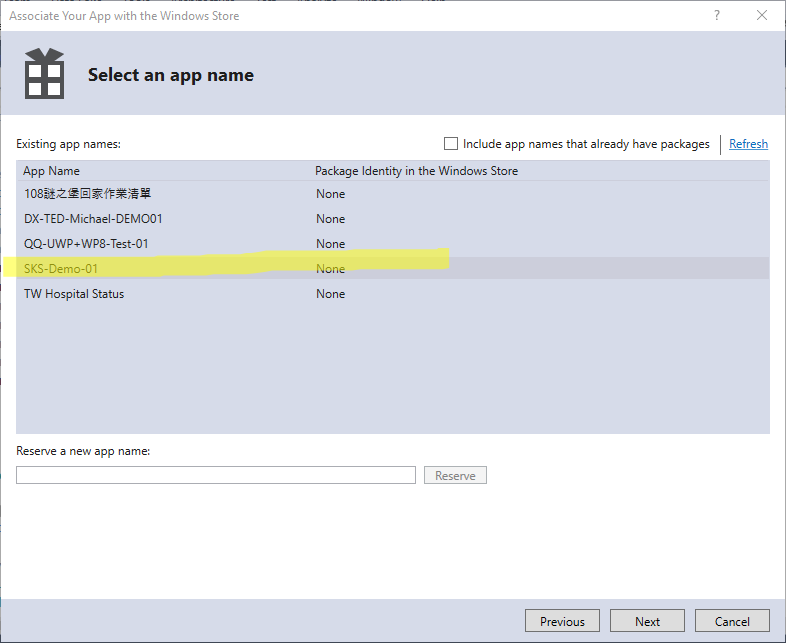 Associate Your App with the Windows Store
Select an app name
Existing app names:
Include app names that already have packages
Refresh
App Name Package Identity in the Windows Store
108謎之堡回家作業清單 None
DX-TED-Michael-DEMO01 None
QQ-UWP+WP8-Test-01 None
SKS-Demo-01 None
TW Hospital Status None
Reserve a new app name:
Reserve
Previous Next Cancel